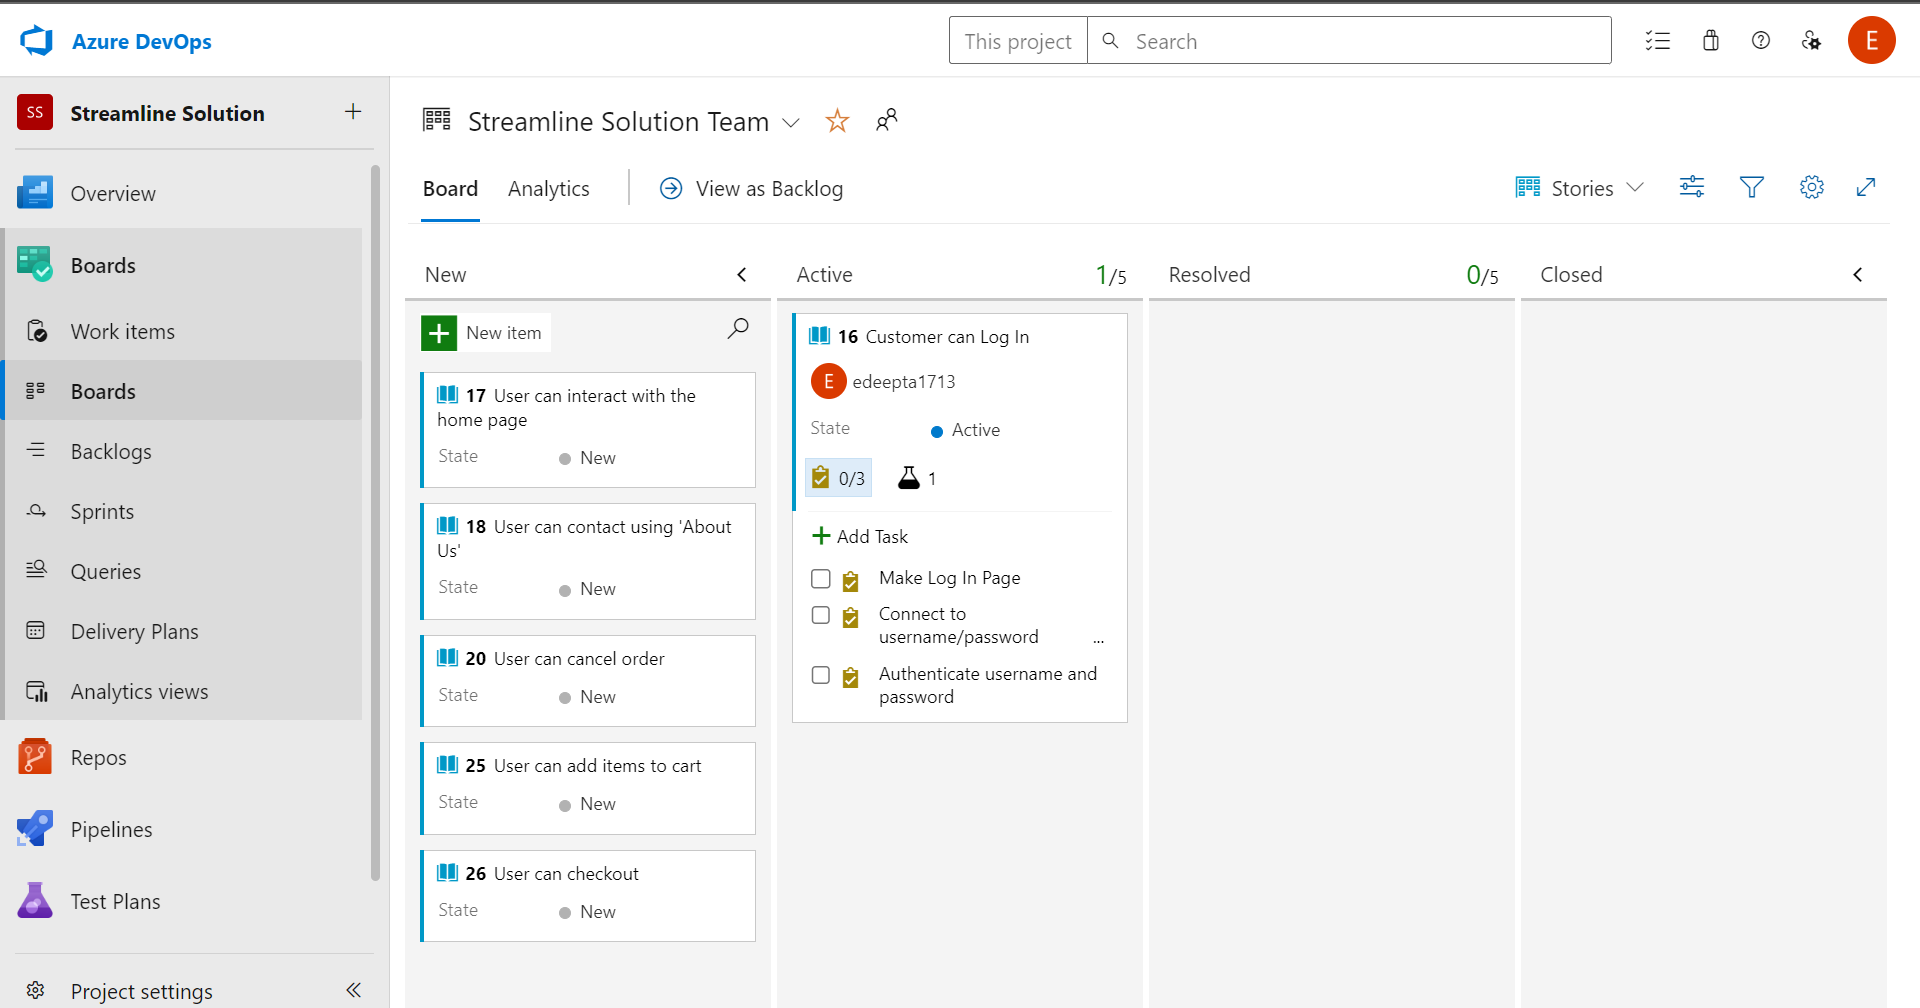 Azure DevOps
This project
Search
E
SS
Streamline Solution
Overview
Boards
Work items
Boards
Backlogs
Sprints
Queries
Delivery Plans
Analytics views
Repos
Pipelines
Test Plans
Project settings
Streamline Solution Team
Board
Analytics
View as Backlog
Stories
New
New item
17 User can interact with the
home page
State
New
18 User can contact using 'About
Us'
State
New
20 User can cancel order
State
New
25 User can add items to cart
State
New
26 User can checkout
State
New
Active
1/5
16 Customer can Log In
E
edeepta1713
State
Active
0/3
1
Add Task
Make Log In Page
Connect to
username/password
...
Authenticate username and
password
Resolved
0/5
Closed